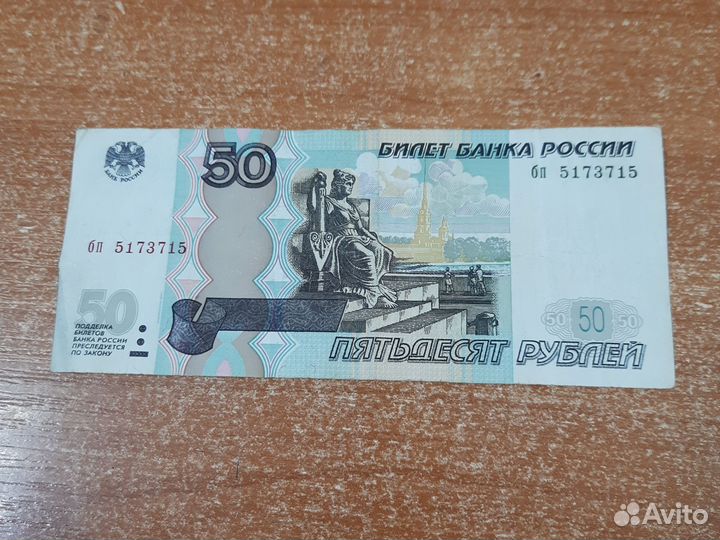 БИЛЕТ БАНКА РОССИИ
50
бп 5173715
БАНК РОССИИ
бп 5173715
50
ПОДДЕЛКА
БИЛЕТОВ
БАНКА РОССИИ
ПРЕСЛЕДУЕТСЯ
ПО ЗАКОНУ
50 50 50
ПЯТЬДЕСЯТ РУБЛЕЙ
Avito